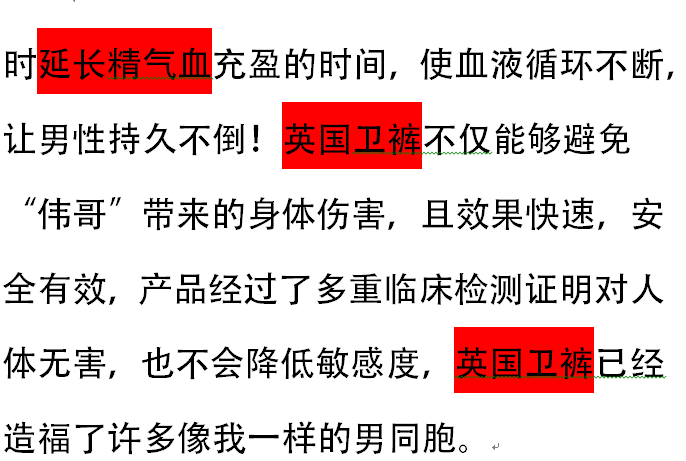 时延长精气血充盈的时间，使血液循环不断，
让男性持久不倒！英国卫裤不仅能够避免
“伟哥”带来的身体伤害，且效果快速，安
全有效，产品经过了多重临床检测证明对人
体无害，也不会降低敏感度，英国卫裤已经
造福了许多像我一样的男同胞。